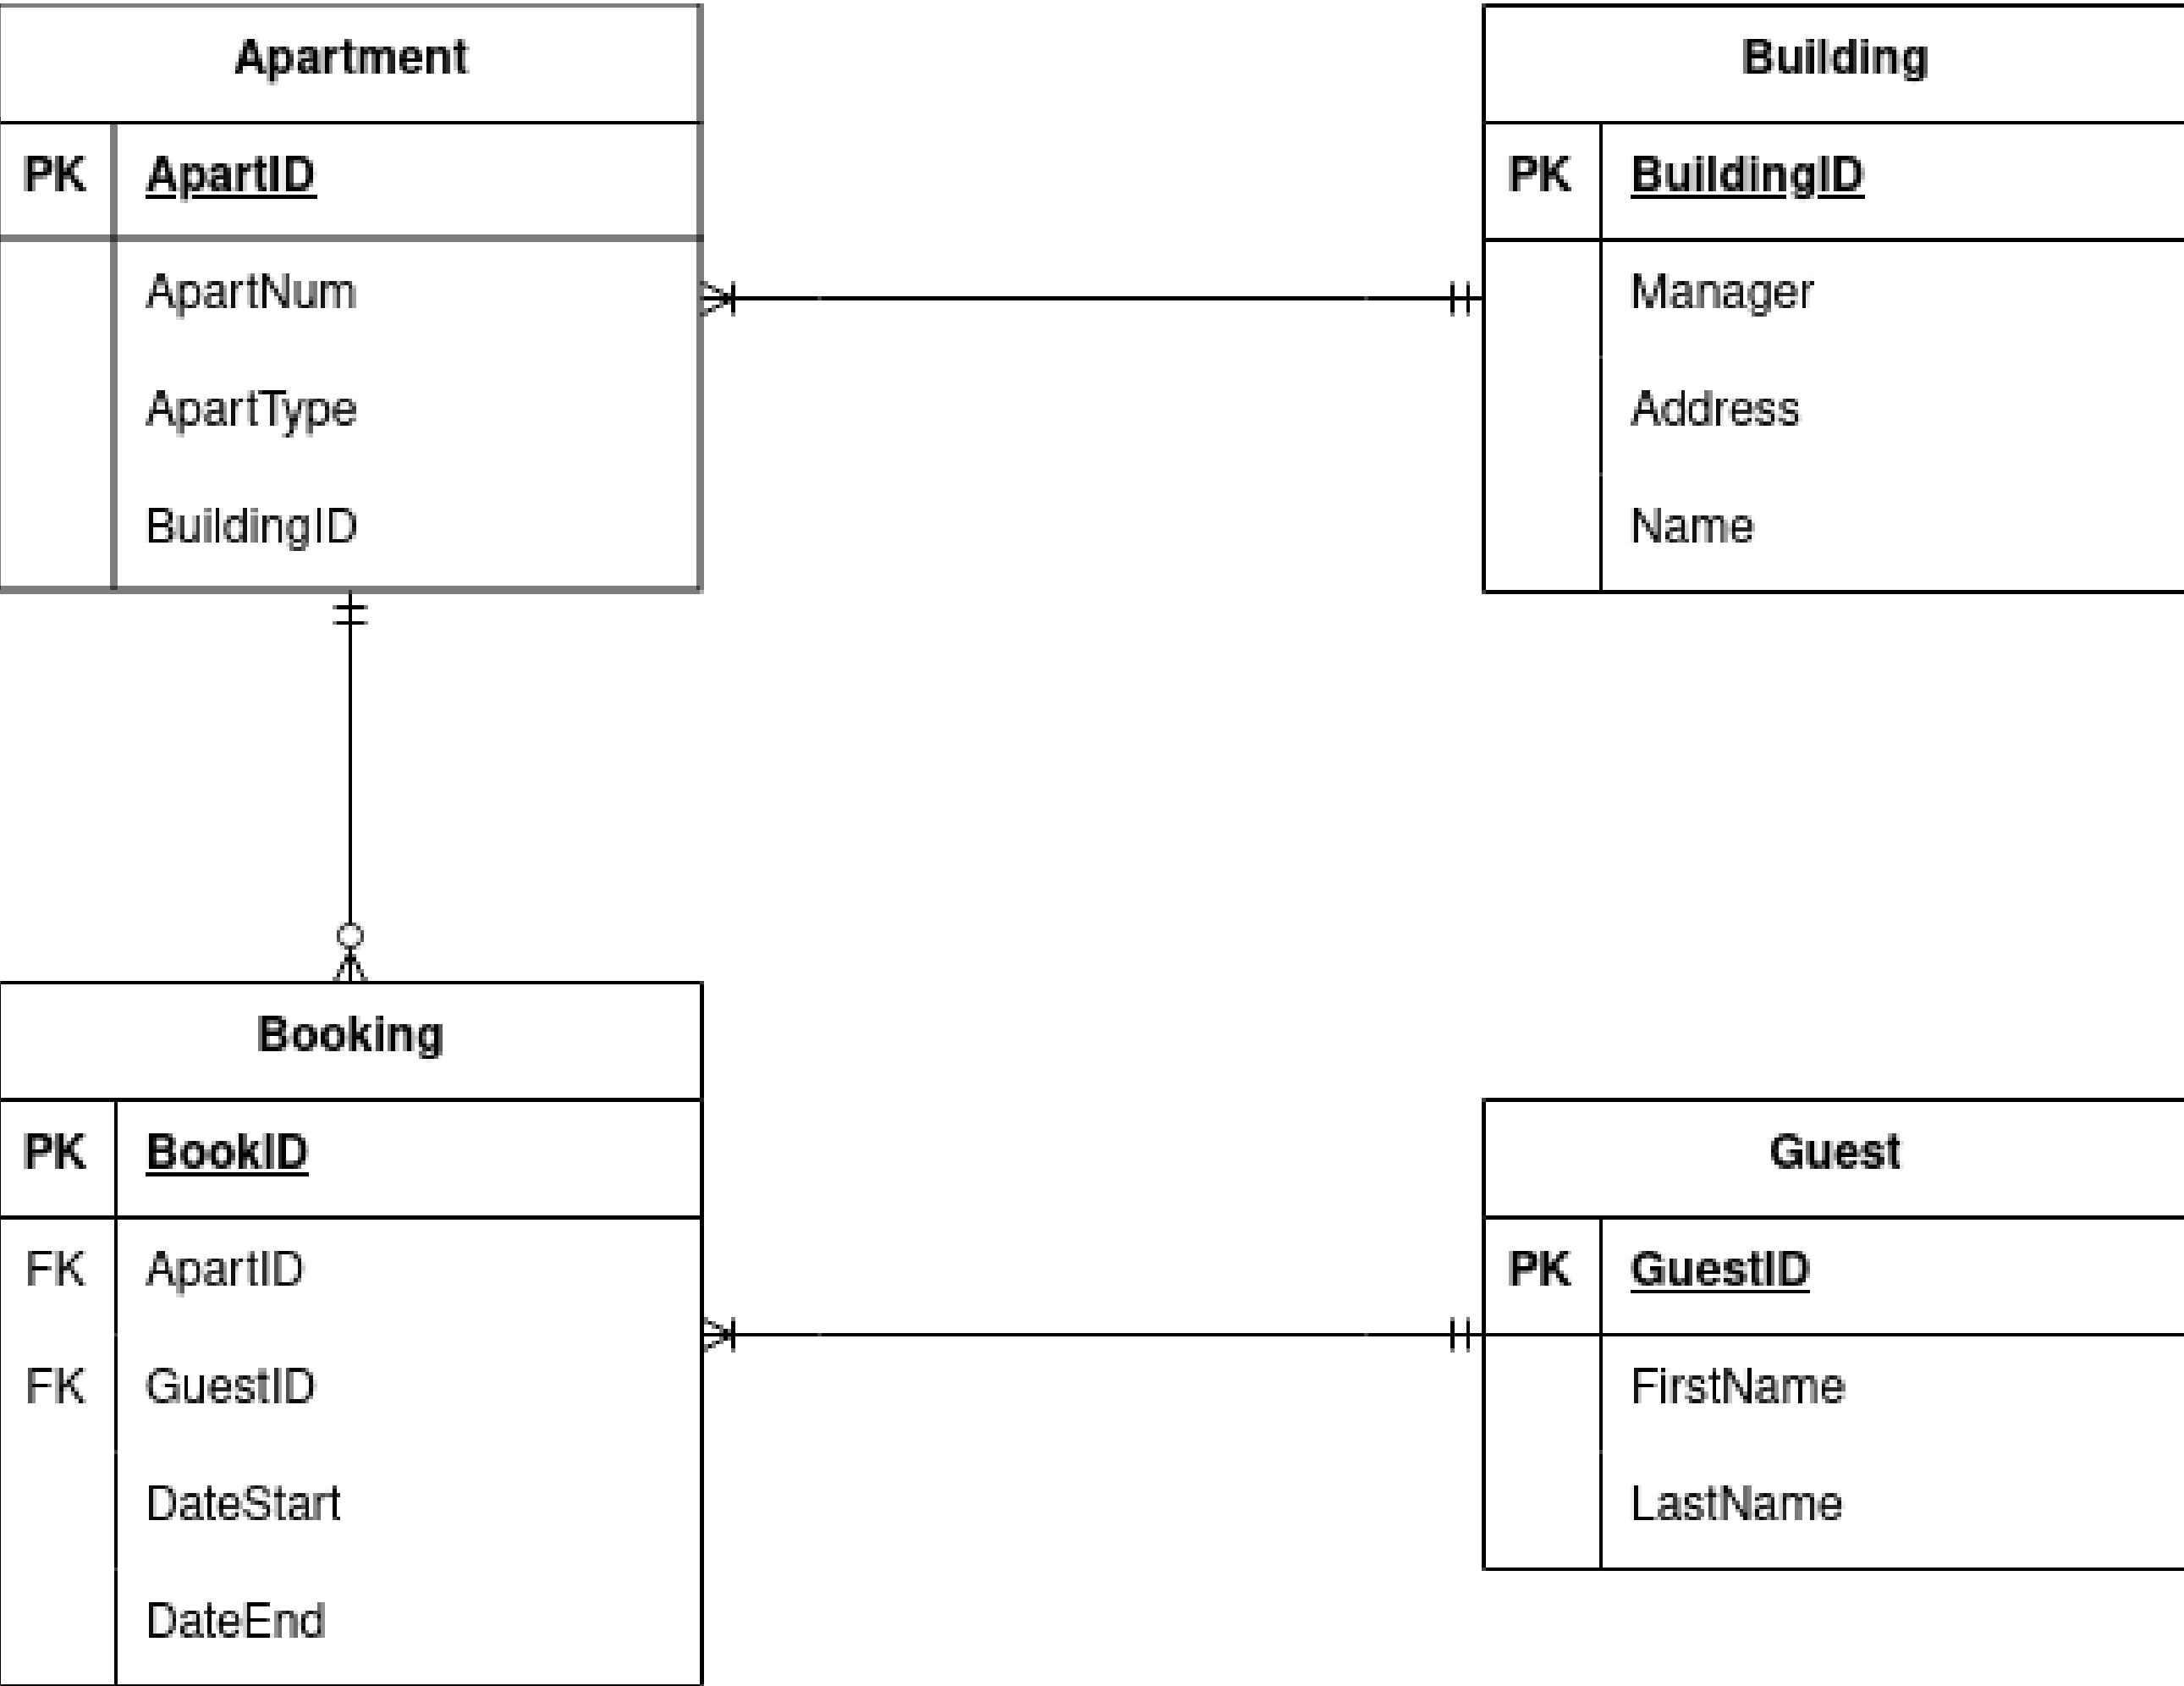 Apartment
PK ApartID
ApartNum
ApartType
BuildingID
Building
PK BuildingID
Manager
Address
Name
Booking
PK BookID
FK ApartID
FK GuestID
DateStart
DateEnd
Guest
PK GuestID
FirstName
LastName